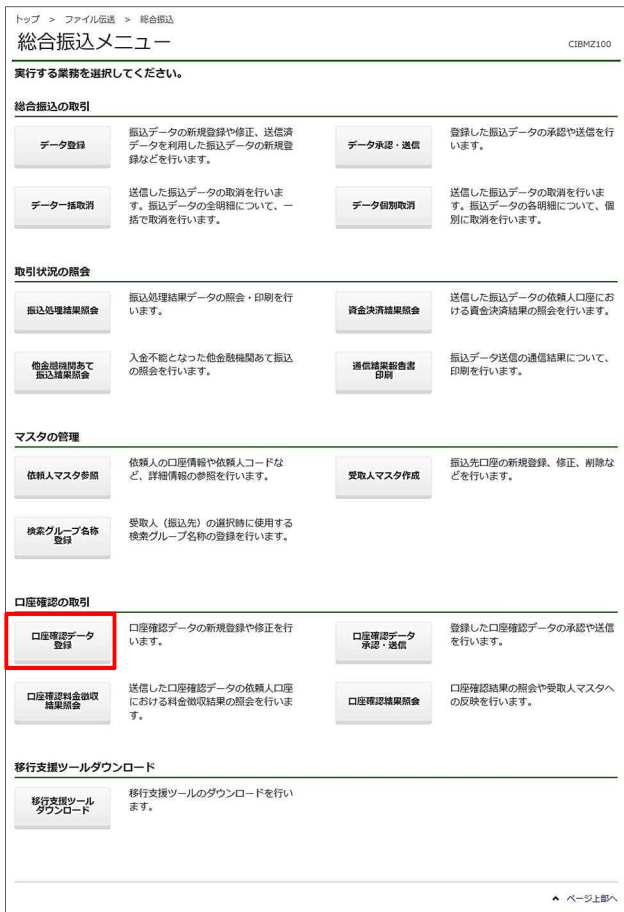 トップ > ファイル伝送 > 総合振込
総合振込メニュー
CIBMZ100
実行する業務を選択してください。
総合振込の取引
データ登録
振込データの新規登録や修正、送信済
データを利用した振込データの新規登
録などを行います。
データ承認・送信
登録した振込データの承認や送信を行
います。
データ一括取消
送信した振込データの取消を行いま
す。振込データの全明細について、一
括で取消を行います。
データ個別取消
送信した振込データの取消を行いま
す。振込データの各明細について、個
別に取消を行います。
取引状況の照会
振込処理結果照会
振込処理結果データの照会・印刷を行
います。
資金決済結果照会
送信した振込データの依頼人口座にお
ける資金決済結果の照会を行います。
他金融機関あて
振込結果照会
入金不能となった他金融機関あて振込
の照会を行います。
通信結果報告書
印刷
振込データ送信の通信結果について、
印刷を行います。
マスタの管理
依頼人マスタ参照
依頼人の口座情報や依頼人コードな
ど、詳細情報の参照を行います。
受取人マスタ作成
振込先口座の新規登録、修正、削除な
どを行います。
検索グループ名称
登録
受取人（振込先）の選択時に使用する
検索グループ名称の登録を行います。
口座確認の取引
口座確認データ
登録
口座確認データの新規登録や修正を行
います。
口座確認データ
承認・送信
登録した口座確認データの承認や送信
を行います。
口座確認料金徴収
結果照会
送信した口座確認データの依頼人口座
における料金徴収結果の照会を行いま
す。
口座確認結果照会
口座確認結果の照会や受取人マスタへ
の反映を行います。
移行支援ツールダウンロード
移行支援ツール
ダウンロード
移行支援ツールのダウンロードを行い
ます。
ページ上部へ